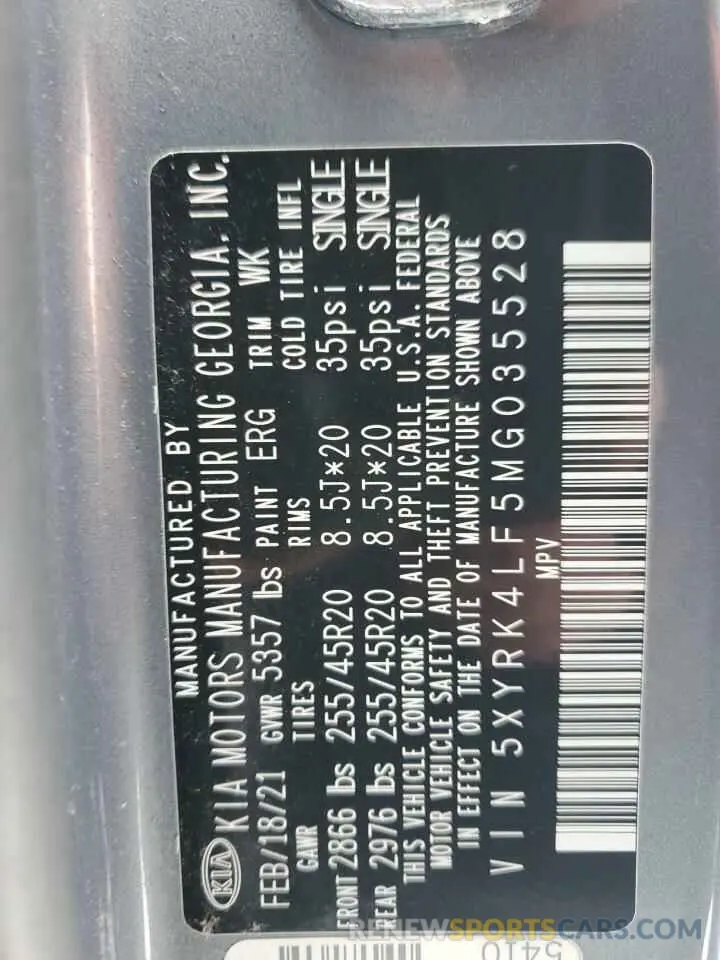 MANUFACTURED BY
KIA KIA MOTORS MANUFACTURING GEORGIA, INC.
FEB/18/21 GVWR 5357 lbs PAINT ERG TRIM WK
GAWR TIRES RIMS COLD TIRE INFL
FRONT 2866 lbs 255/45R20 8.5J*20 35psi SINGLE
REAR 2976 lbs 255/45R20 8.5J*20 35psi SINGLE
THIS VEHICLE CONFORMS TO ALL APPLICABLE U.S.A. FEDERAL
MOTOR VEHICLE SAFETY AND THEFT PREVENTION STANDARDS
IN EFFECT ON THE DATE OF MANUFACTURE SHOWN ABOVE
VIN 5XYRK4LF5MG035528
MPV
5410
RENEWSPORTSCARS.COM